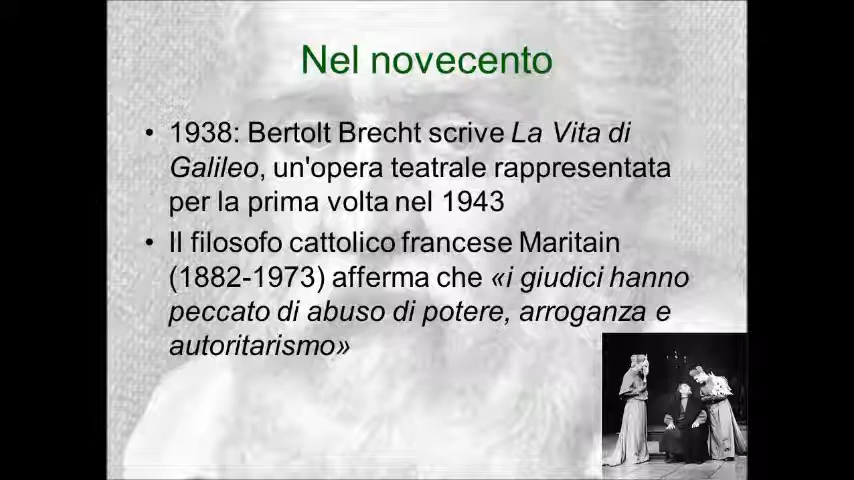 Nel novecento
• 1938: Bertolt Brecht scrive La Vita di
Galileo, un'opera teatrale rappresentata
per la prima volta nel 1943
• Il filosofo cattolico francese Maritain
(1882-1973) afferma che «i giudici hanno
peccato di abuso di potere, arroganza e
autoritarismo»